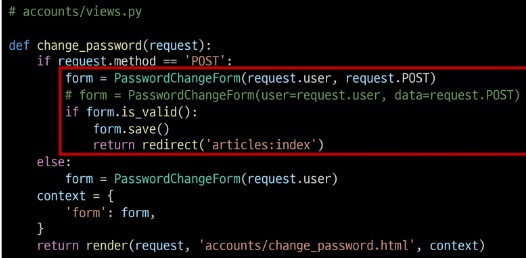 # accounts/views.py
def change_password(request):
    if request.method == 'POST':
        form = PasswordChangeForm(request.user, request.POST)
        # form = PasswordChangeForm(user=request.user, data=request.POST)
        if form.is_valid():
            form.save()
            return redirect('articles:index')
    else:
        form = PasswordChangeForm(request.user)
    context = {
        'form': form,
    }
    return render(request, 'accounts/change_password.html', context)